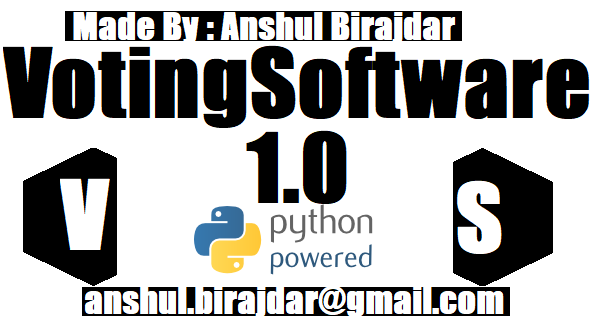 Made By : Anshul Birajdar
VotingSoftware
1.0
V
S
python
powered
anshul.birajdar@gmail.com